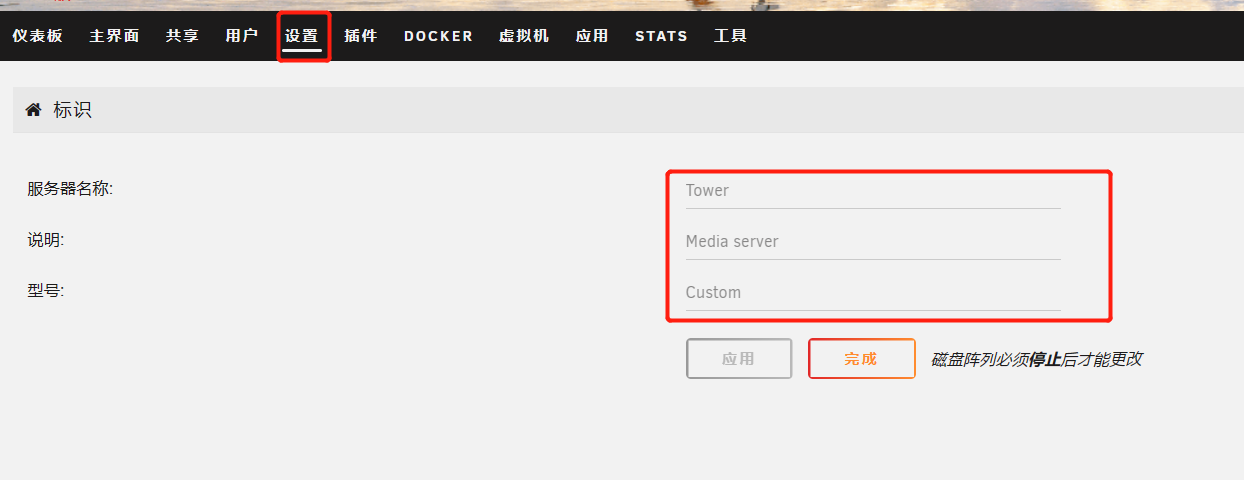 仪表板 主界面 共享 用户 设置 插件 DOCKER 虚拟机 应用 STATS 工具
标识
服务器名称: Tower
说明: Media server
型号: Custom
应用 完成 磁盘阵列必须停止后才能更改